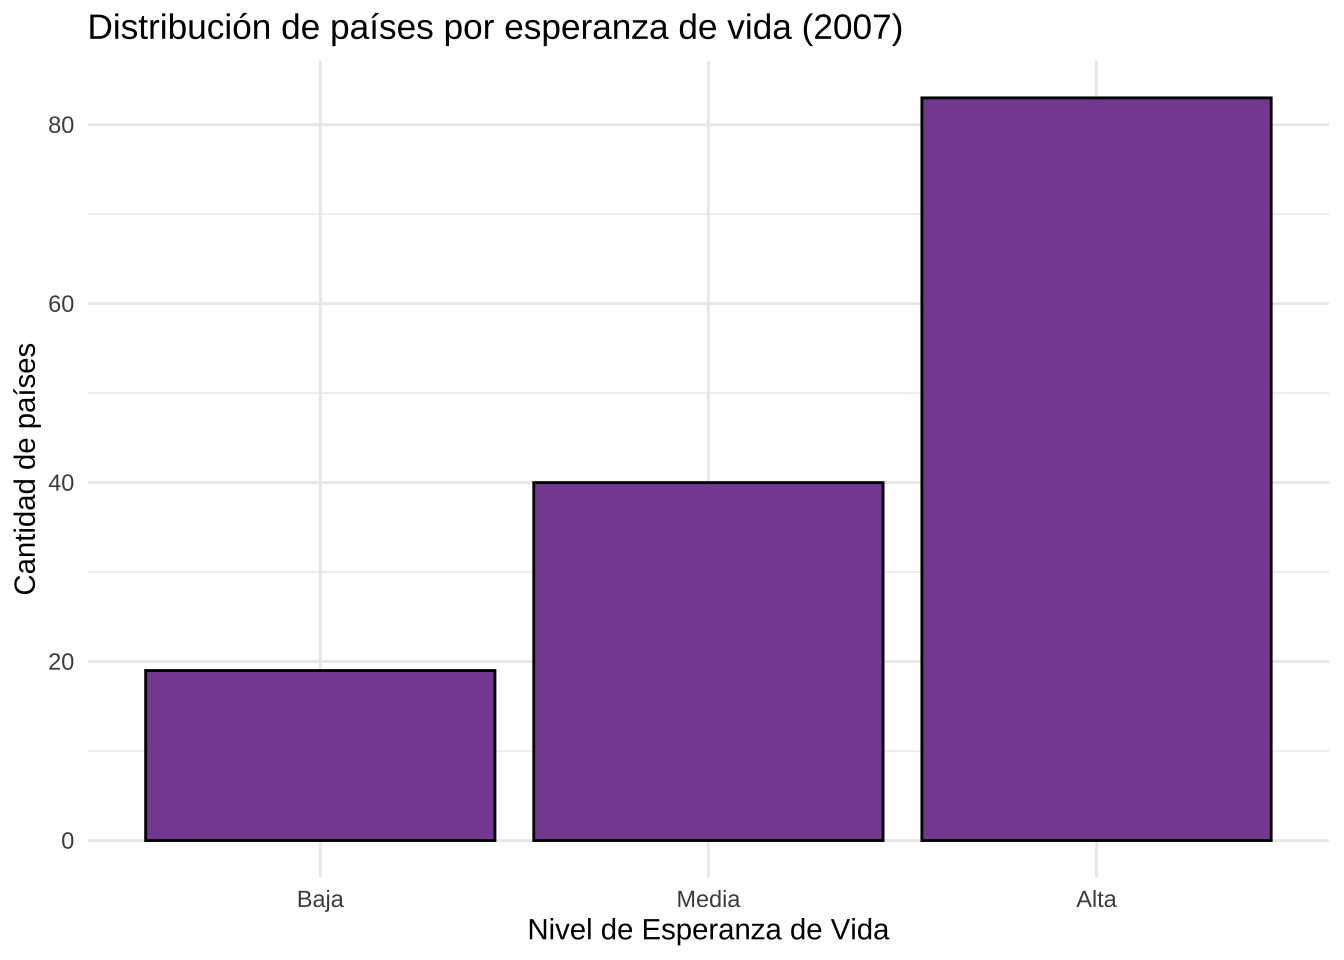 Distribución de países por esperanza de vida (2007)
Cantidad de países
80
60
40
20
0
Baja Media Alta
Nivel de Esperanza de Vida